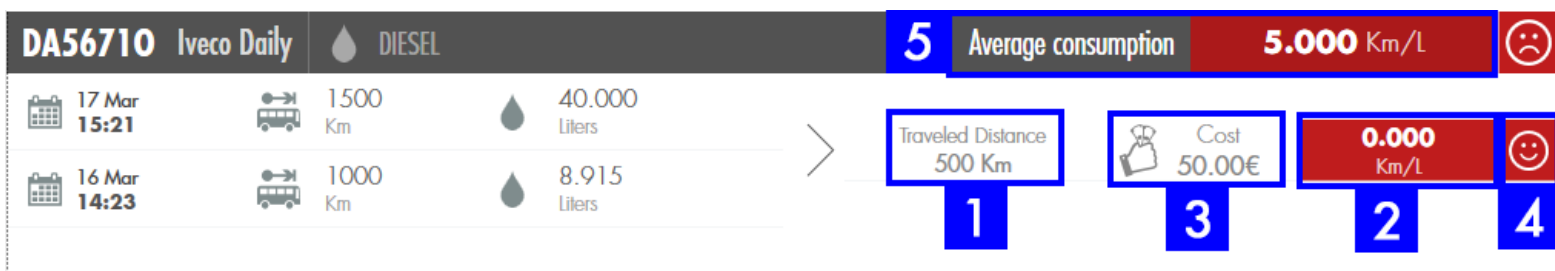 DA56710 Iveco Daily DIESEL 5 Average consumption 5.000 Km/L
17 Mar
15:21
1500
Km
40.000
Liters
16 Mar
14:23
1000
Km
8.915
Liters
Traveled Distance
500 Km
1
Cost
50.00€
3
0.000
Km/L
2
4